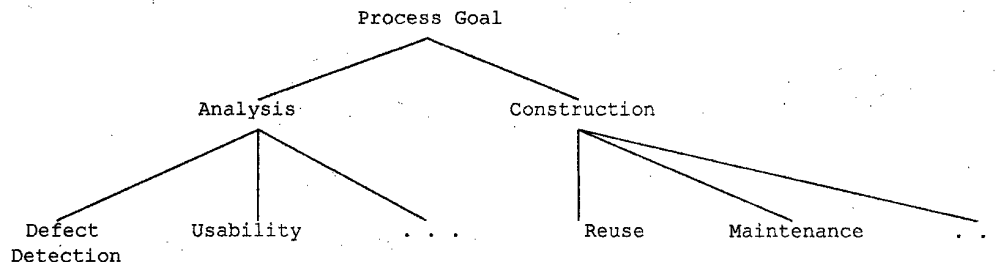 Process Goal
Analysis Construction
Defect Usability . . . Reuse Maintenance . .
Detection